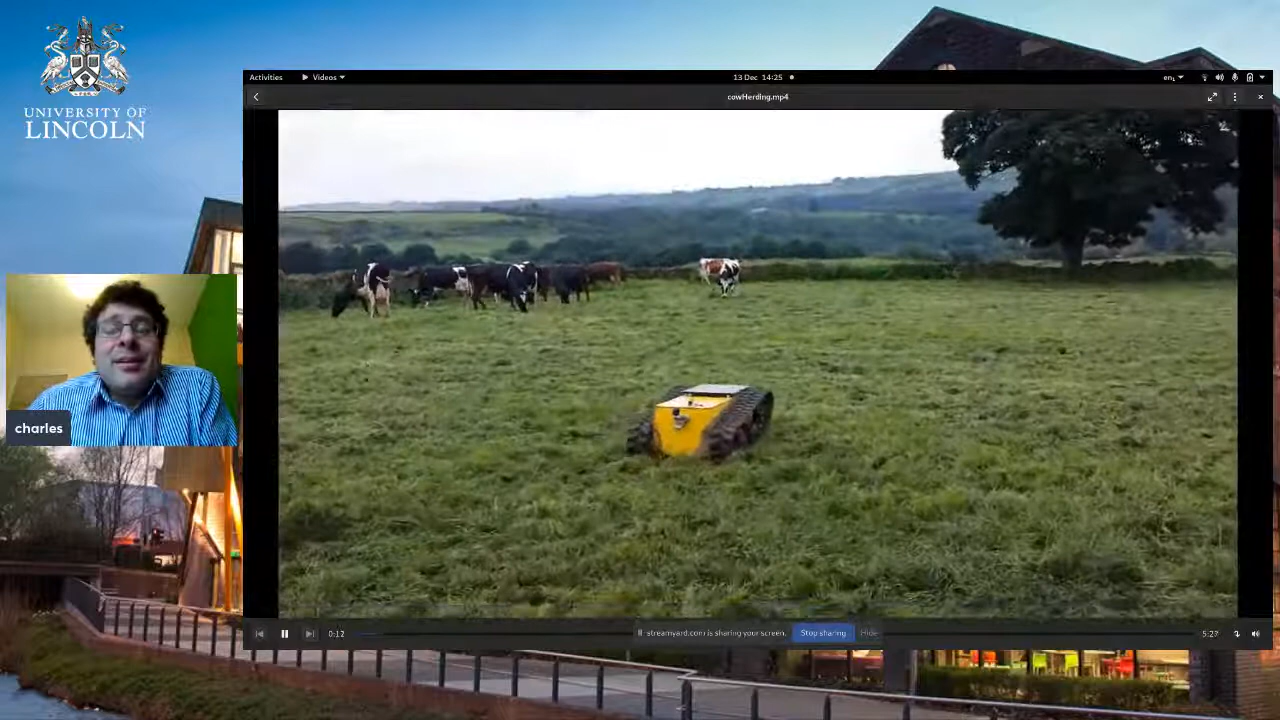 UNIVERSITY OF
LINCOLN
Activities
Videos
13 Dec 14:25
en₁
cowHerding.mp4
charles
0:12
streamyard.com is sharing your screen.
Stop sharing
Hide
5:27